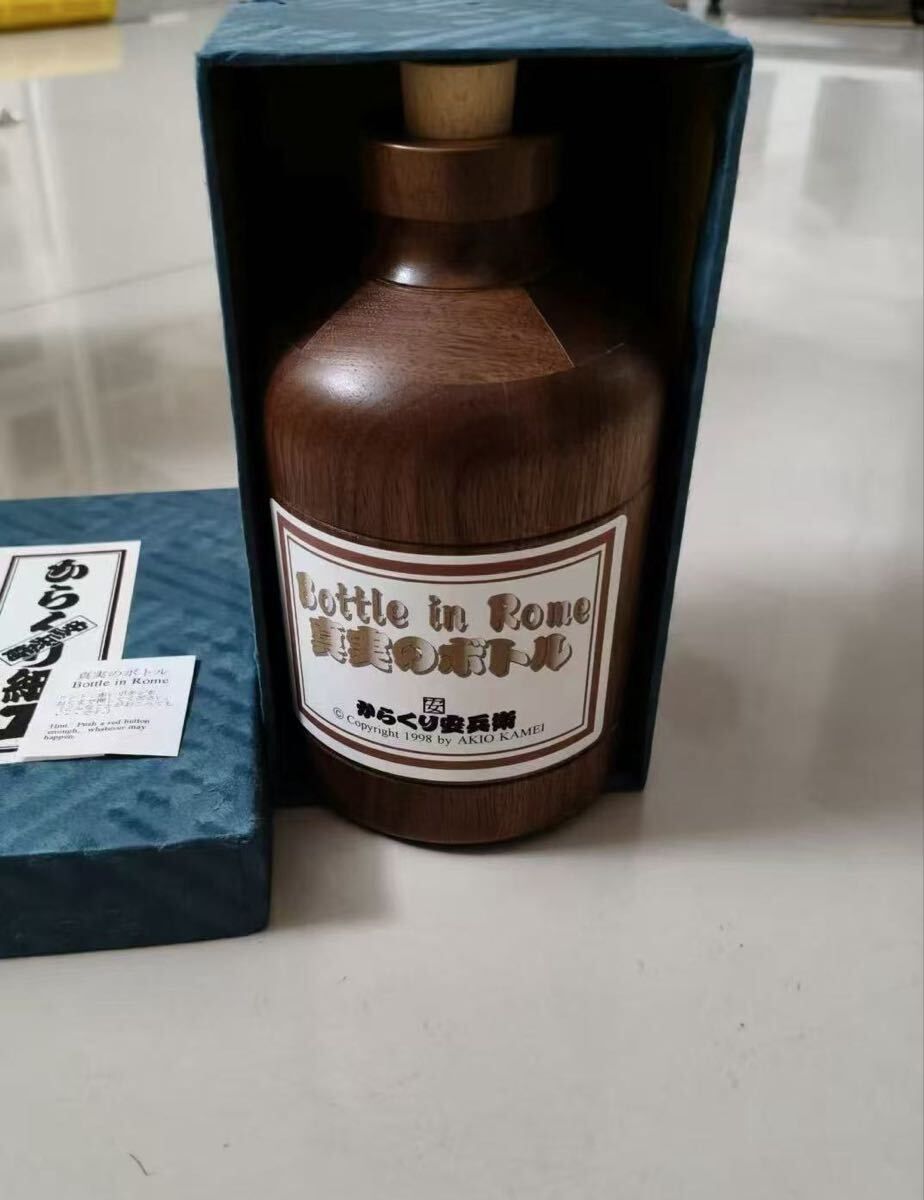 Bottle in Rome
真実のボトル
からくり安兵衛
© Copyright 1998 by AKIO KAMEI
からくり細工
真実のボトル
Bottle in Rome
Hint. Push a red button
enough, whatever may
happen.